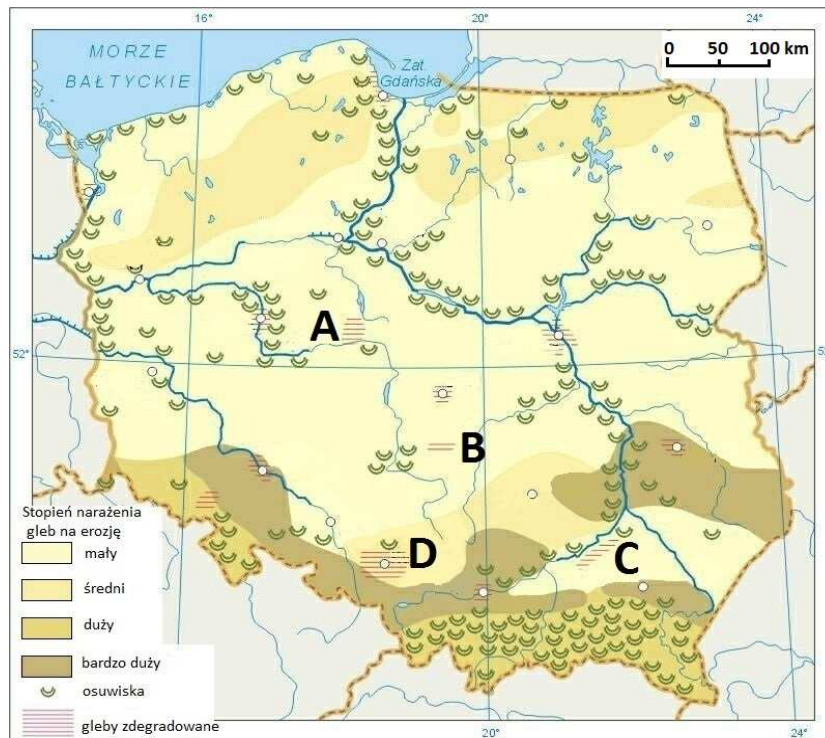 16°
20°
24°
MORZE
BAŁTYCKIE
Zat.
Gdańska
0 50 100 km
A
52°
B
D
C
Stopień narażenia
gleb na erozję
mały
średni
duży
bardzo duży
osuwiska
gleby zdegradowane
20°
24°